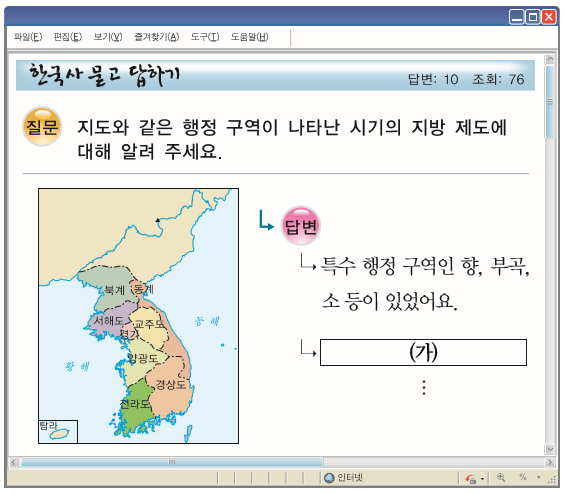 파일(F) 편집(E) 보기(V) 즐겨찾기(A) 도구(T) 도움말(H)
한국사 묻고 답하기
답변: 10 조회: 76
질문
지도와 같은 행정 구역이 나타난 시기의 지방 제도에
대해 알려 주세요.
답변
특수 행정 구역인 향, 부곡,
소 등이 있었어요.
(가)
⋮
북계 동계
서해도 교주도
경기
동해
양광도
황해
경상도
전라도
탐라
인터넷
%